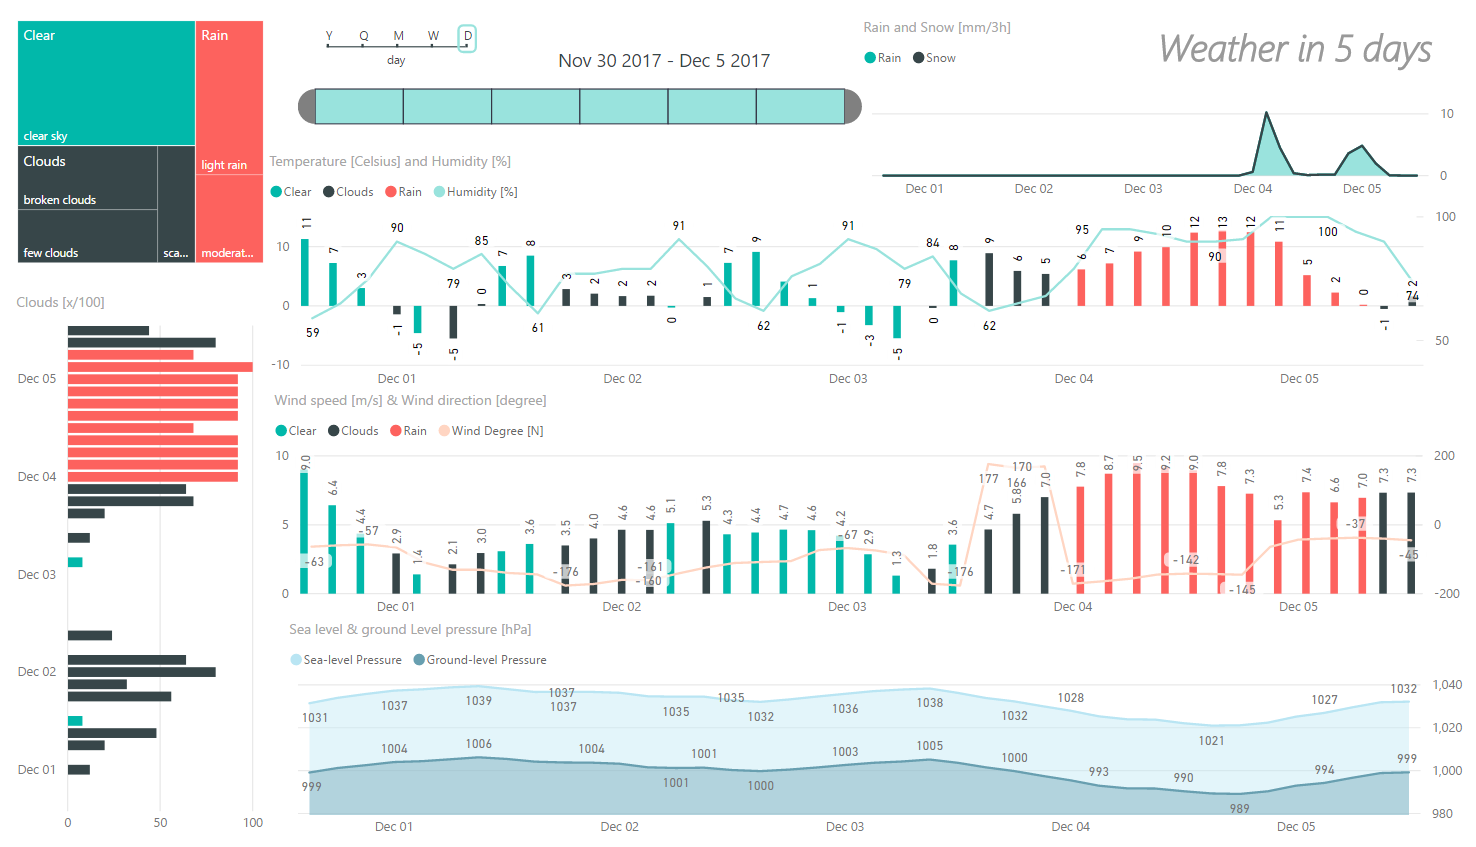 Weather in 5 days
Clear
clear sky
Rain
light rain
moderat...
Clouds
broken clouds
few clouds
sca...
Y Q M W D
day
Nov 30 2017 - Dec 5 2017
Rain and Snow [mm/3h]
Rain Snow
10
0
Dec 01 Dec 02 Dec 03 Dec 04 Dec 05
Temperature [Celsius] and Humidity [%]
Clear Clouds Rain Humidity [%]
10
0
-10
100
50
11 7 3 -1 -5 -5 0 7 8 3 2 2 2 0 1 7 9 1 -1 -3 -5 0 8 9 6 5 6 7 9 10 12 13 12 11 5 2 0 -1 2
59 90 79 85 61 91 62 91 79 84 62 95 90 100 74
Dec 01 Dec 02 Dec 03 Dec 04 Dec 05
Clouds [x/100]
Dec 05
Dec 04
Dec 03
Dec 02
Dec 01
0 50 100
Wind speed [m/s] & Wind direction [degree]
Clear Clouds Rain Wind Degree [N]
10
5
0
200
0
-200
9.0 6.4 4.4 2.9 1.4 2.1 3.0 3.6 3.5 4.0 4.6 4.6 5.1 5.3 4.3 4.4 4.7 4.6 4.2 2.9 1.3 1.8 3.6 4.7 5.8 7.0 7.8 8.7 9.5 9.2 9.0 7.8 7.3 5.3 7.4 6.6 7.0 7.3 7.3
-63 -57 -176 -161 -160 -67 -176 177 166 170 -171 -142 -145 -37 -45
Dec 01 Dec 02 Dec 03 Dec 04 Dec 05
Sea level & ground Level pressure [hPa]
Sea-level Pressure Ground-level Pressure
1,040
1,020
1,000
980
1031 1037 1039 1037 1037 1035 1035 1032 1036 1038 1032 1028 1021 1027 1032
999 1004 1006 1004 1001 1001 1000 1003 1005 1000 993 990 989 994 999
Dec 01 Dec 02 Dec 03 Dec 04 Dec 05